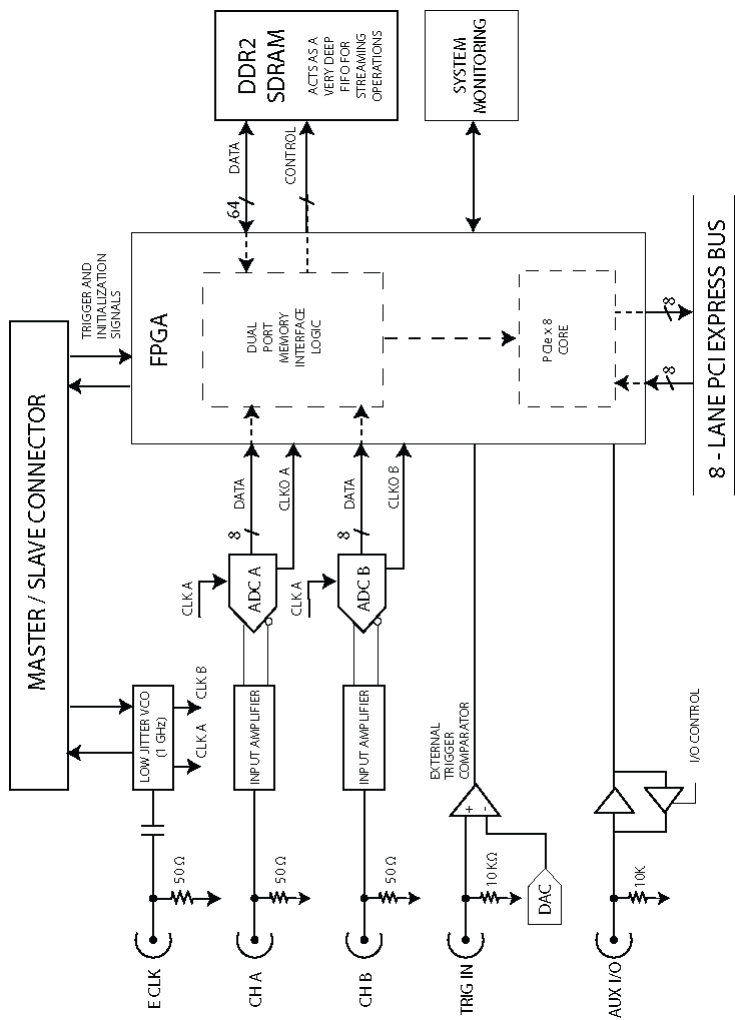 MASTER / SLAVE CONNECTOR
TRIGGER AND
INITIALIZATION
SIGNALS
E CLK
50 Ω
LOW JITTER VCO
(1 GHz)
CLK A
CLK B
FPGA
DDR2
SDRAM
ACTS AS A
VERY DEEP
FIFO FOR
STREAMING
OPERATIONS
64
DATA
CONTROL
CH A
50 Ω
INPUT AMPLIFIER
CLK A
ADC A
8
DATA
CLKO A
DUAL
PORT
MEMORY
INTERFACE
LOGIC
CH B
50 Ω
INPUT AMPLIFIER
CLK A
ADC B
8
DATA
CLKO B
SYSTEM
MONITORING
TRIG IN
10 KΩ
DAC
+
-
EXTERNAL
TRIGGER
COMPARATOR
PCIe x 8
CORE
AUX I/O
10K
I/O CONTROL
8
8
8 - LANE PCI EXPRESS BUS